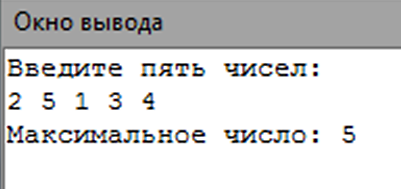 Окно вывода
Введите пять чисел:
2 5 1 3 4
Максимальное число: 5